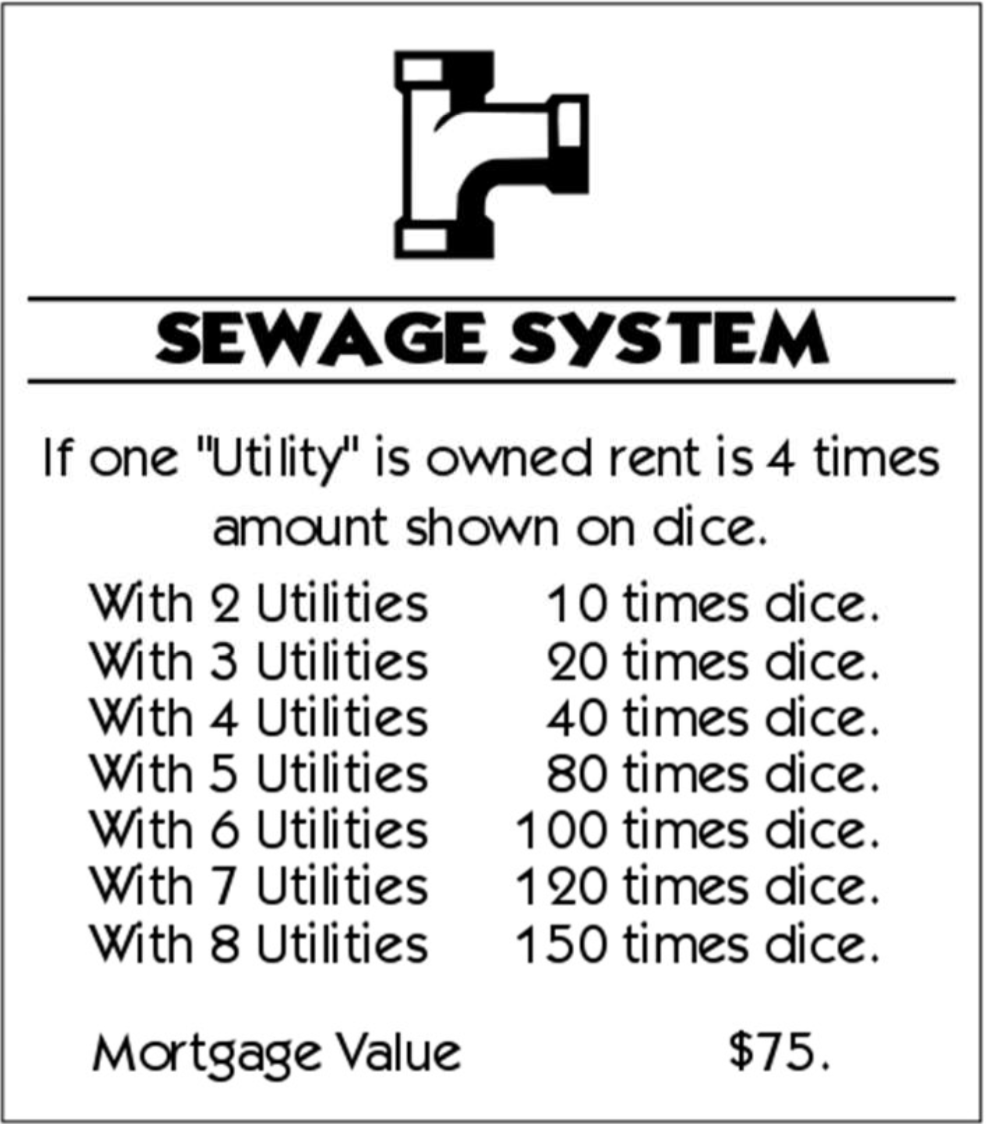 SEWAGE SYSTEM
If one "Utility" is owned rent is 4 times
amount shown on dice.
With 2 Utilities 10 times dice.
With 3 Utilities 20 times dice.
With 4 Utilities 40 times dice.
With 5 Utilities 80 times dice.
With 6 Utilities 100 times dice.
With 7 Utilities 120 times dice.
With 8 Utilities 150 times dice.
Mortgage Value $75.